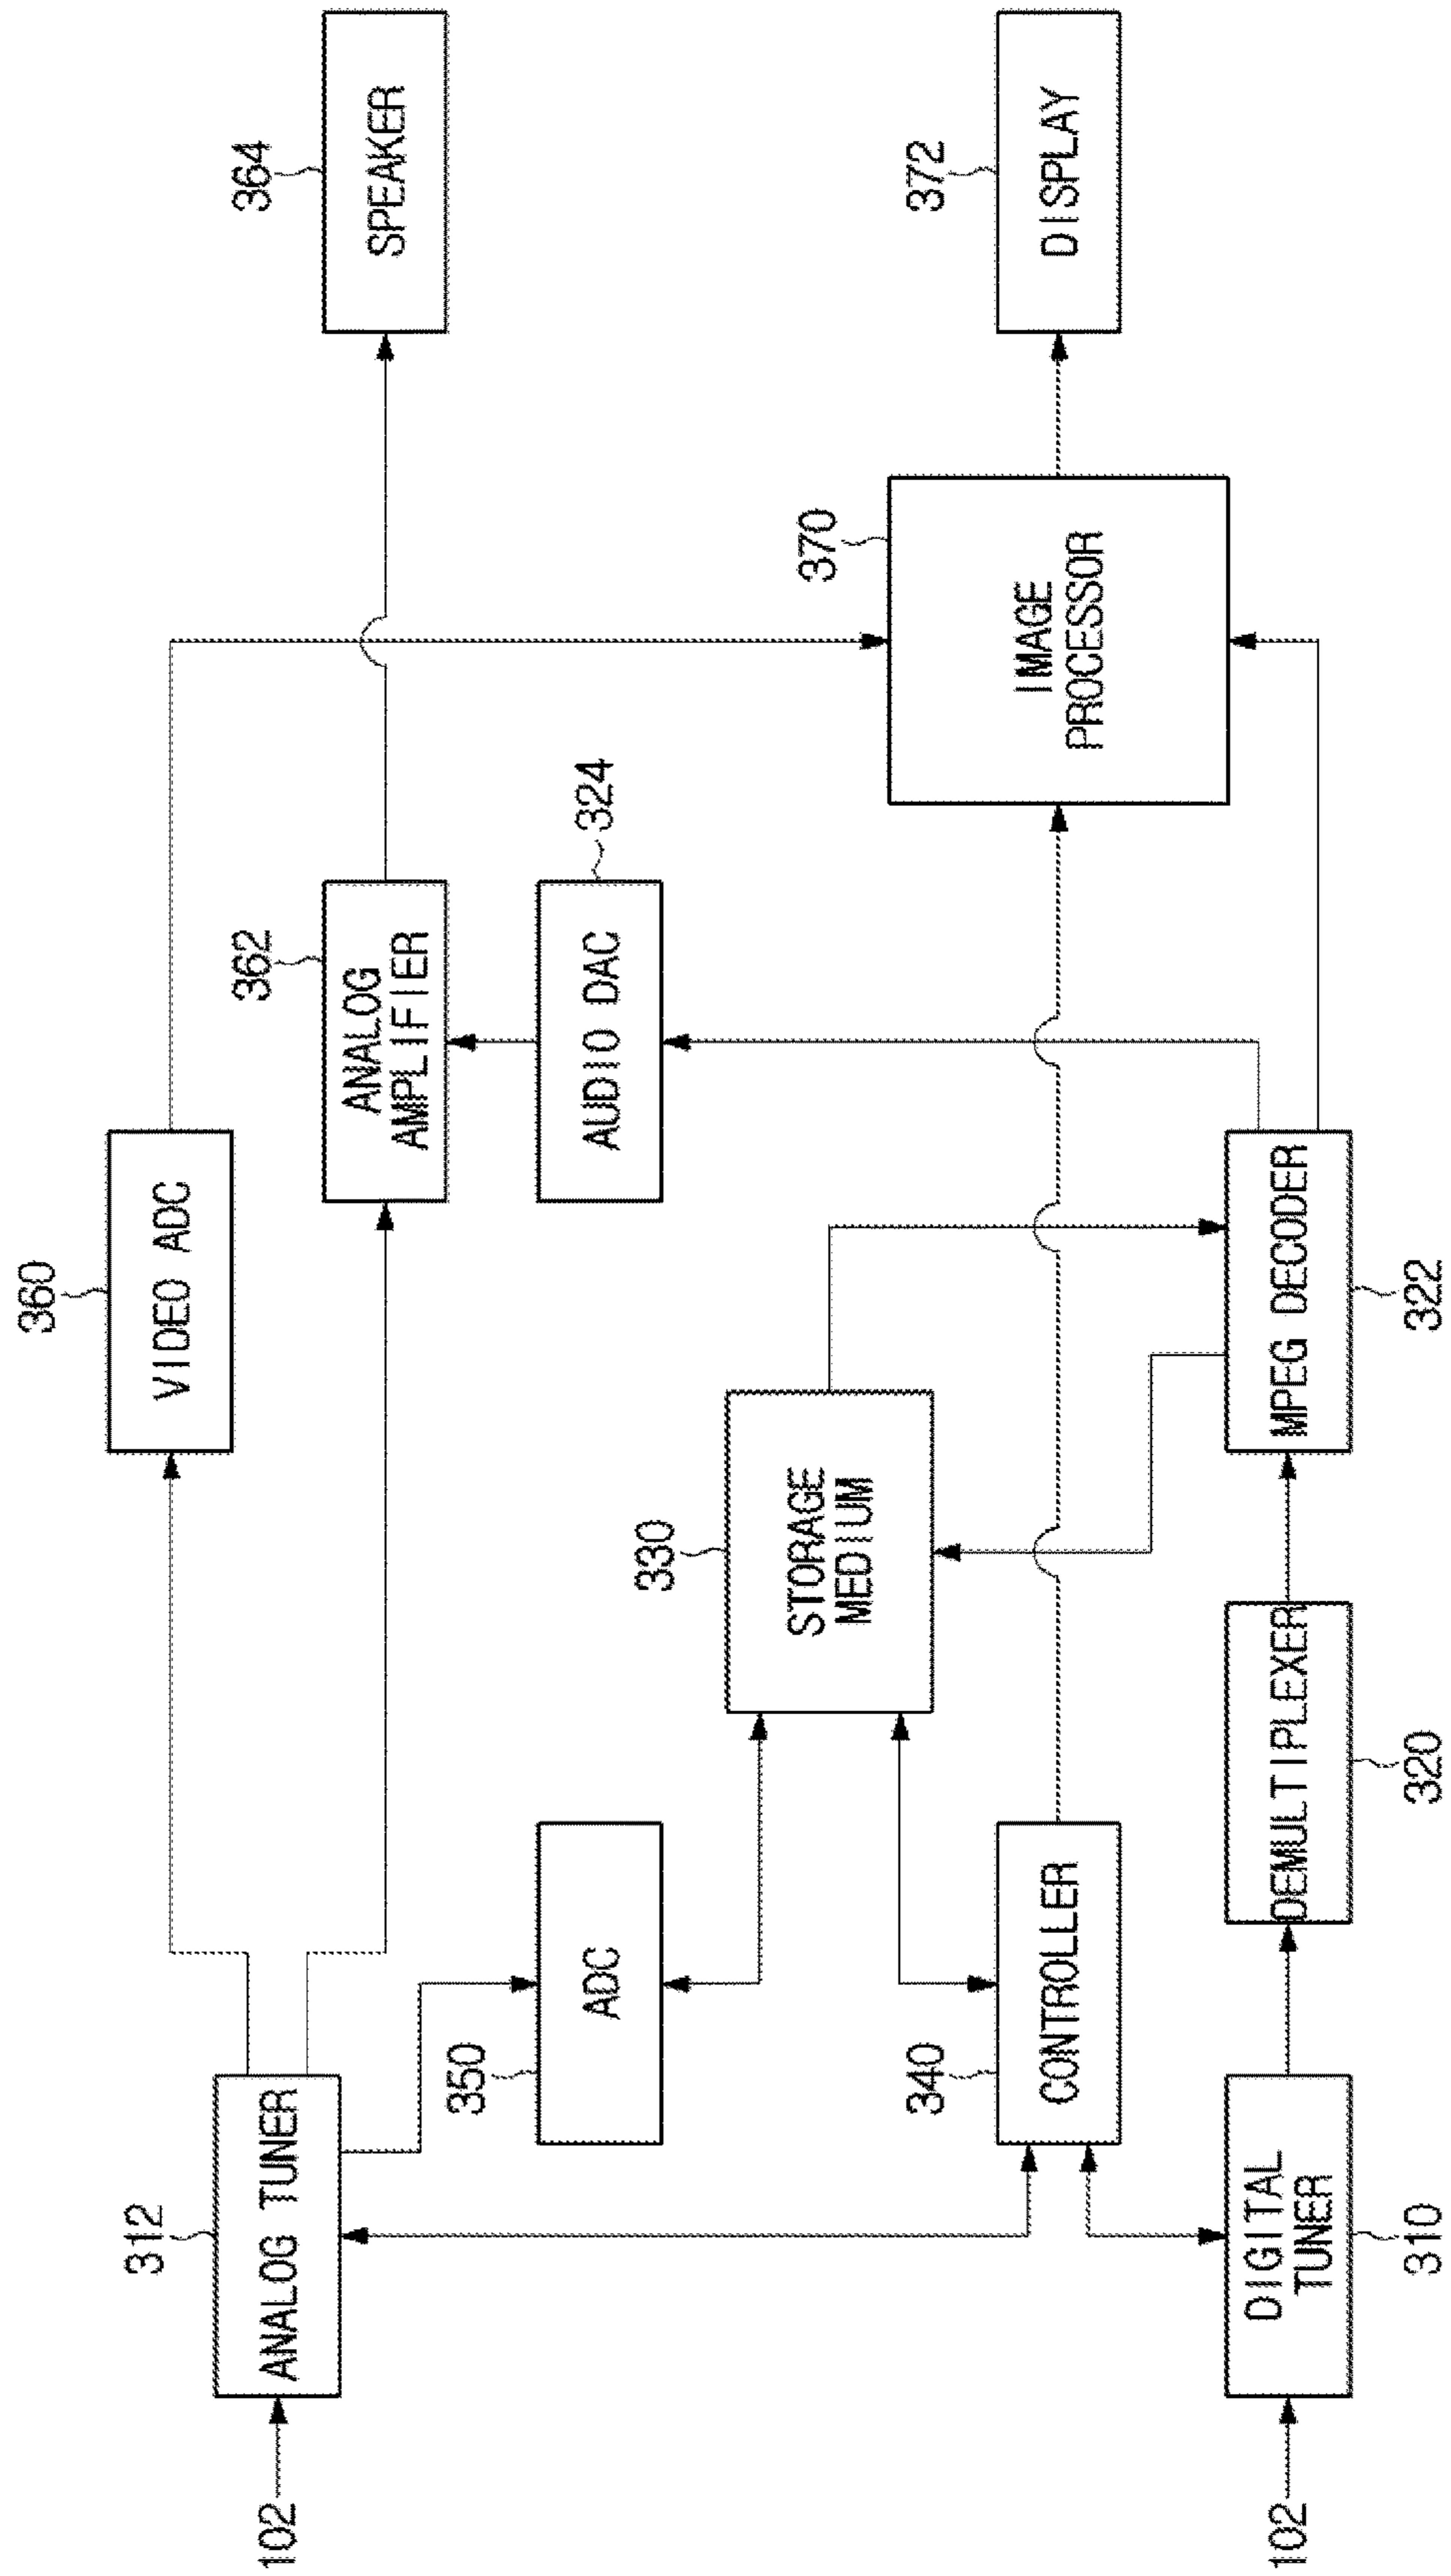 360
VIDEO ADC
312
ANALOG TUNER
102
362
ANALOG
AMPLIFIER
364
SPEAKER
350
ADC
324
AUDIO DAC
330
STORAGE
MEDIUM
370
IMAGE
PROCESSOR
340
CONTROLLER
372
DISPLAY
102
DIGITAL
TUNER
310
DEMULTIPLEXER
320
MPEG DECODER
322